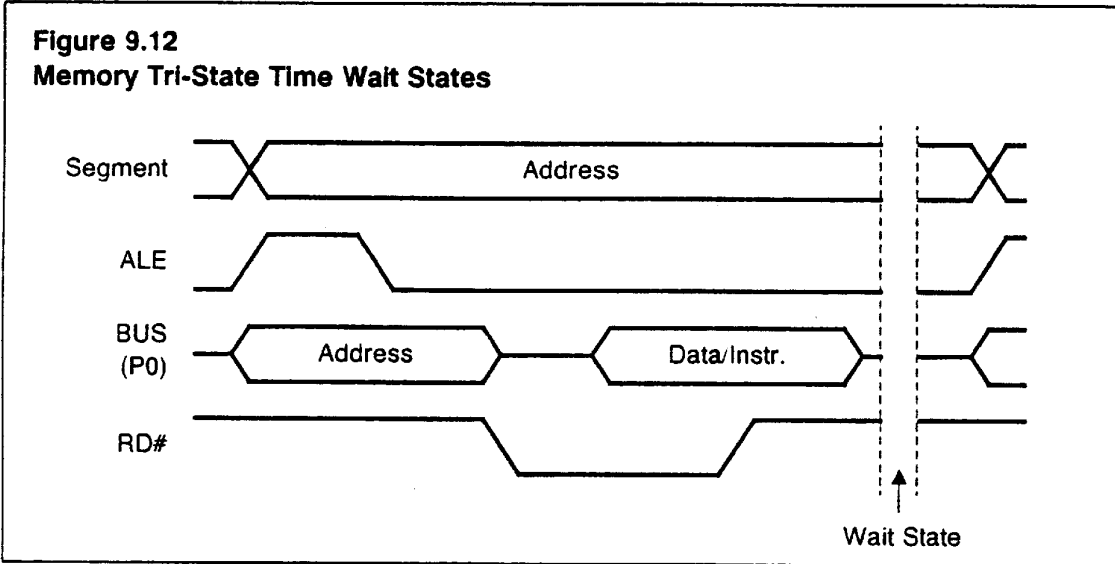 Figure 9.12
Memory Tri-State Time Wait States
Segment
Address
ALE
BUS
(P0)
Address
Data/Instr.
RD#
Wait State